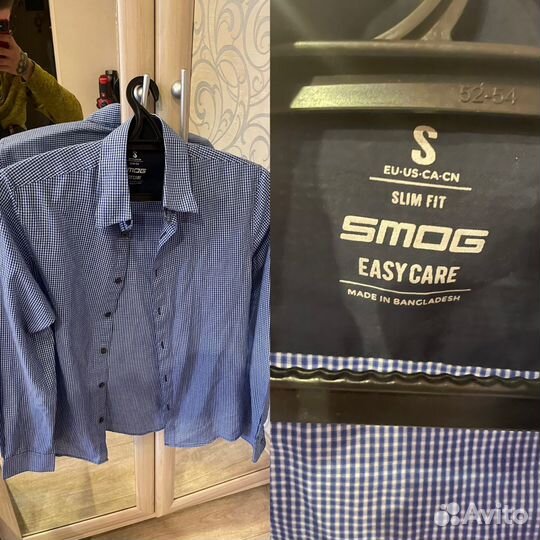 52-54
S
EU·US·CA·CN
SLIM FIT
SMOG
EASY CARE
MADE IN BANGLADESH
Avito